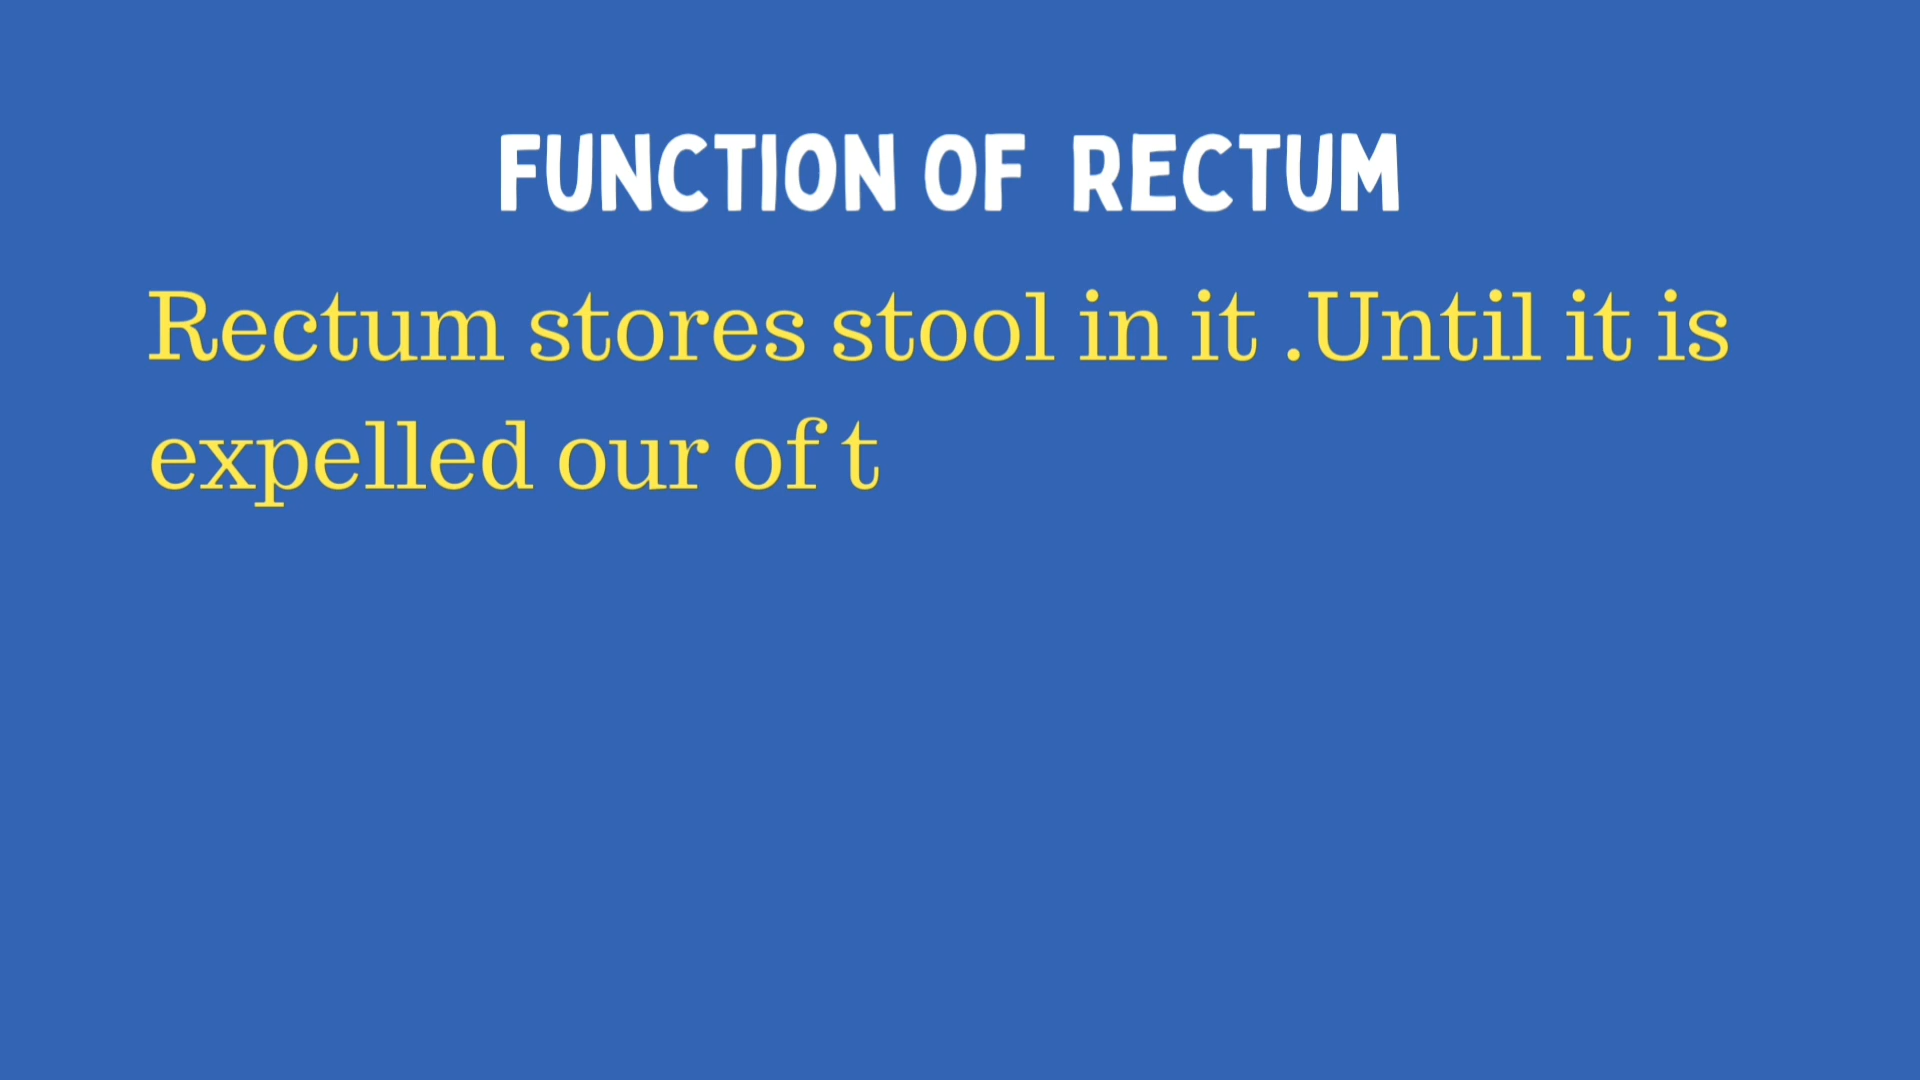 FUNCTION OF RECTUM
Rectum stores stool in it .Until it is
expelled our of t